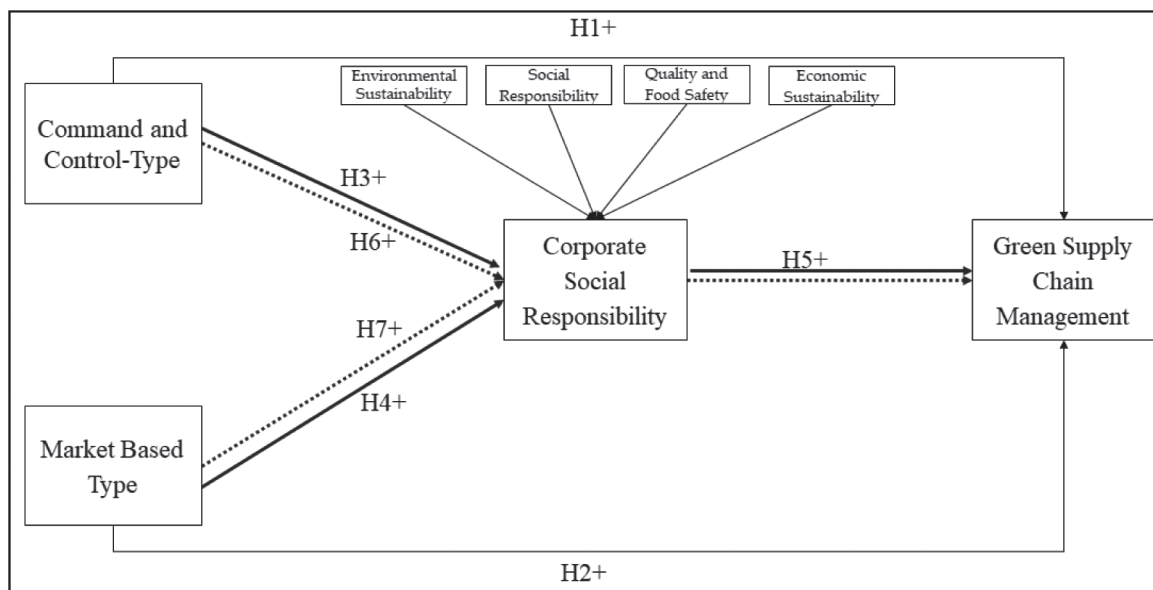 H1+
Environmental
Sustainability
Social
Responsibility
Quality and
Food Safety
Economic
Sustainability
Command and
Control-Type
H3+
H6+
Corporate
Social
Responsibility
H5+
Green Supply
Chain
Management
H7+
H4+
Market Based
Type
H2+